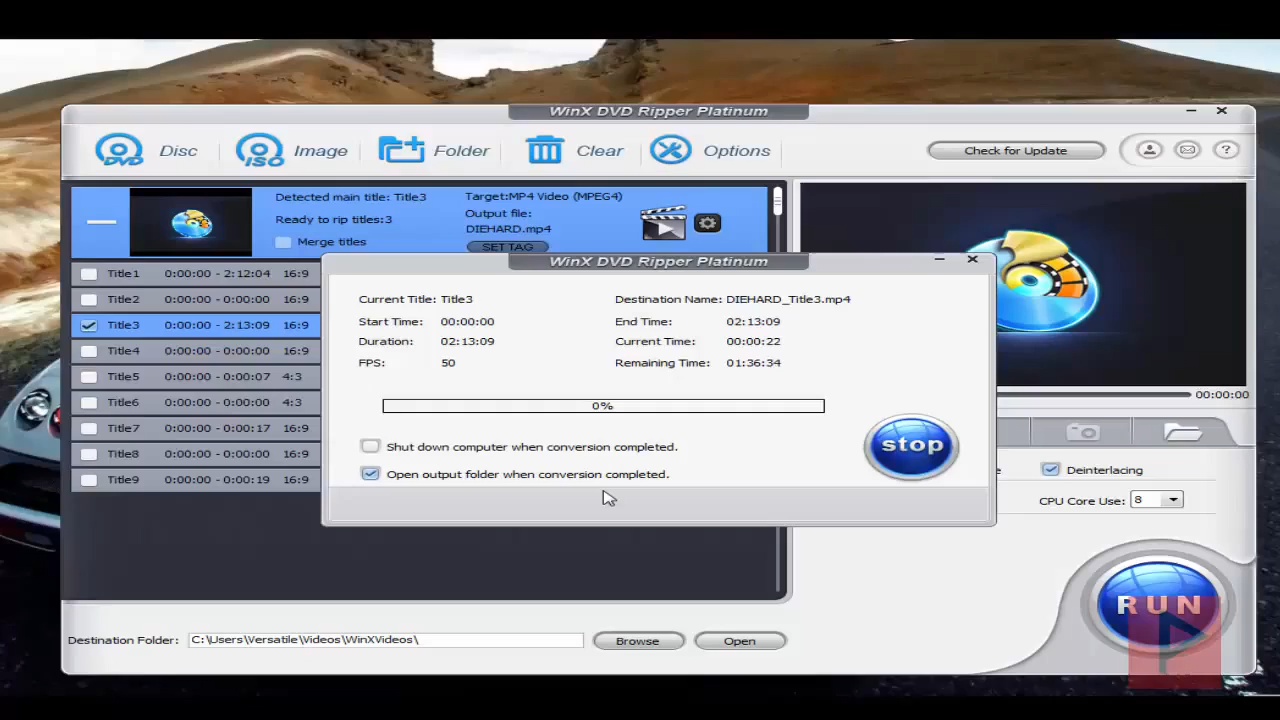 WinX DVD Ripper Platinum
DVD Disc
ISO Image
Folder
Clear
Options
Check for Update
?
Detected main title: Title3
Ready to rip titles:3
Merge titles
Target:MP4 Video (MPEG4)
Output file:
DIEHARD.mp4
SET TAG
Title1 0:00:00 - 2:12:04 16:9
Title2 0:00:00 - 0:00:00 16:9
Title3 0:00:00 - 2:13:09 16:9
Title4 0:00:00 - 0:00:00 16:9
Title5 0:00:00 - 0:00:07 4:3
Title6 0:00:00 - 0:00:00 4:3
Title7 0:00:00 - 0:00:17 16:9
Title8 0:00:00 - 0:00:00 16:9
Title9 0:00:00 - 0:00:19 16:9
WinX DVD Ripper Platinum
Current Title: Title3
Destination Name: DIEHARD_Title3.mp4
Start Time: 00:00:00
End Time: 02:13:09
Duration: 02:13:09
Current Time: 00:00:22
FPS: 50
Remaining Time: 01:36:34
0%
Shut down computer when conversion completed.
Open output folder when conversion completed.
stop
00:00:00
e
Deinterlacing
CPU Core Use: 8
RUN
Destination Folder: C:\Users\Versatile\Videos\WinXVideos\
Browse
Open